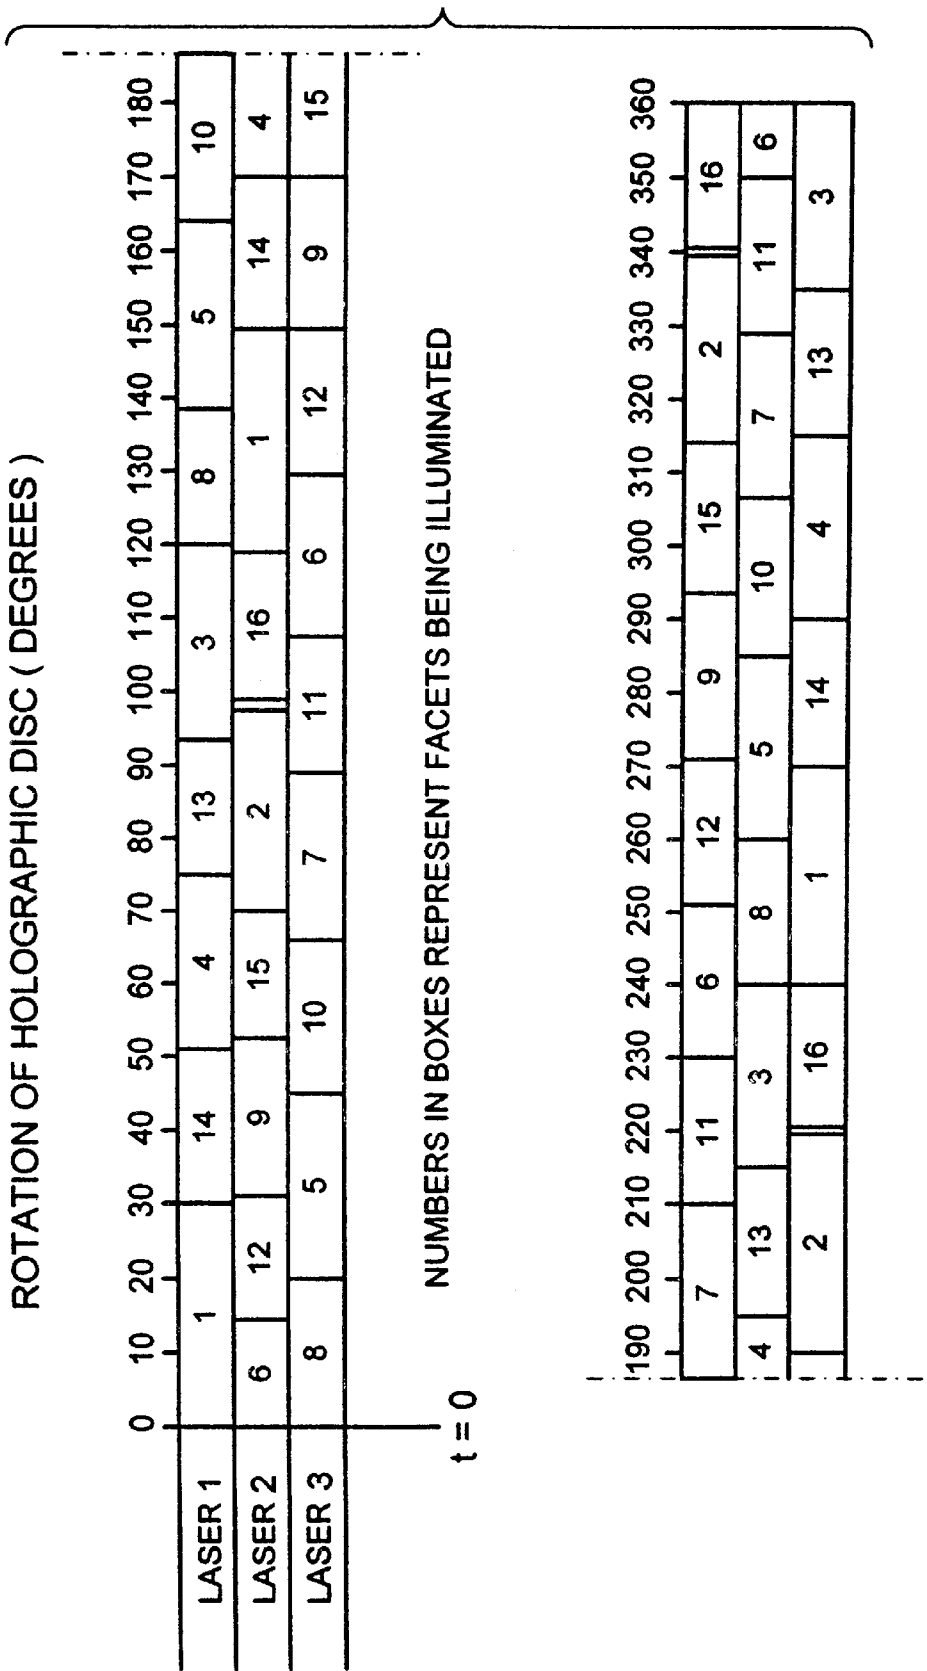 ROTATION OF HOLOGRAPHIC DISC ( DEGREES )
0 10 20 30 40 50 60 70 80 90 100 110 120 130 140 150 160 170 180
LASER 1 1 14 4 13 3 8 5 10
LASER 2 6 12 9 15 2 16 1 14 4
LASER 3 8 5 10 7 11 6 12 9 15
t = 0
NUMBERS IN BOXES REPRESENT FACETS BEING ILLUMINATED
190 200 210 220 230 240 250 260 270 280 290 300 310 320 330 340 350 360
7 11 6 12 9 15 2 16
4 13 3 8 5 10 7 11 6
2 16 1 14 4 13 3